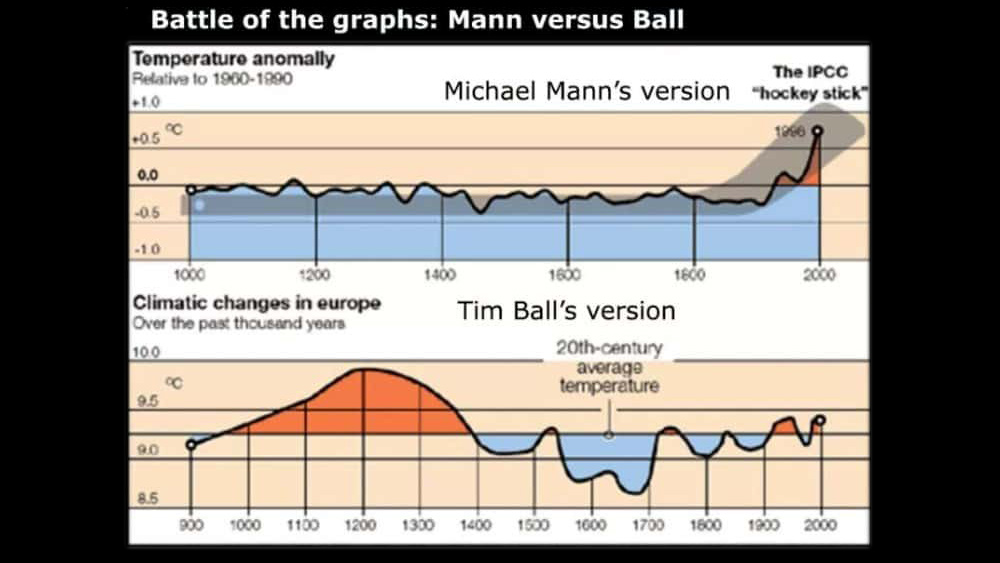 Battle of the graphs: Mann versus Ball
Temperature anomally
Relative to 1960-1990
Michael Mann’s version
The IPCC
"hockey stick"
+1.0
°C
1998
+0.5
0.0
-0.5
-1.0
1000 1200 1400 1600 1800 2000
Climatic changes in europe
Over the past thousand years
Tim Ball’s version
10.0
20th-century
average
temperature
°C
9.5
9.0
8.5
900 1000 1100 1200 1300 1400 1500 1600 1700 1800 1900 2000